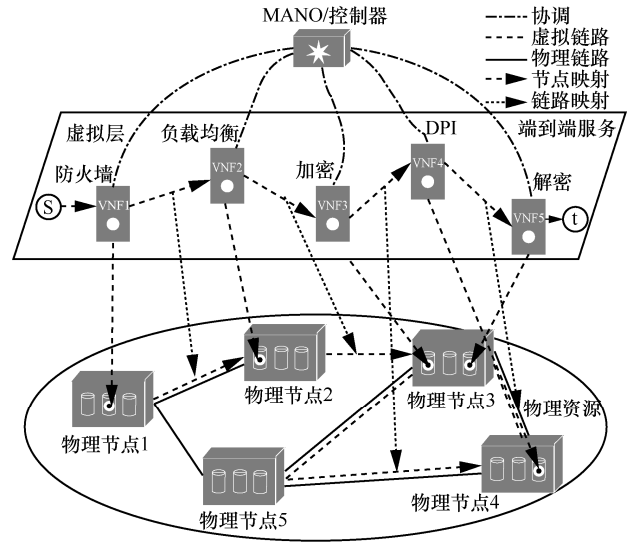 MANO/控制器
协调
虚拟链路
物理链路
节点映射
链路映射
虚拟层
负载均衡
DPI
端到端服务
防火墙
加密
解密
S
VNF1
VNF2
VNF3
VNF4
VNF5
t
物理节点1
物理节点2
物理节点3
物理资源
物理节点5
物理节点4